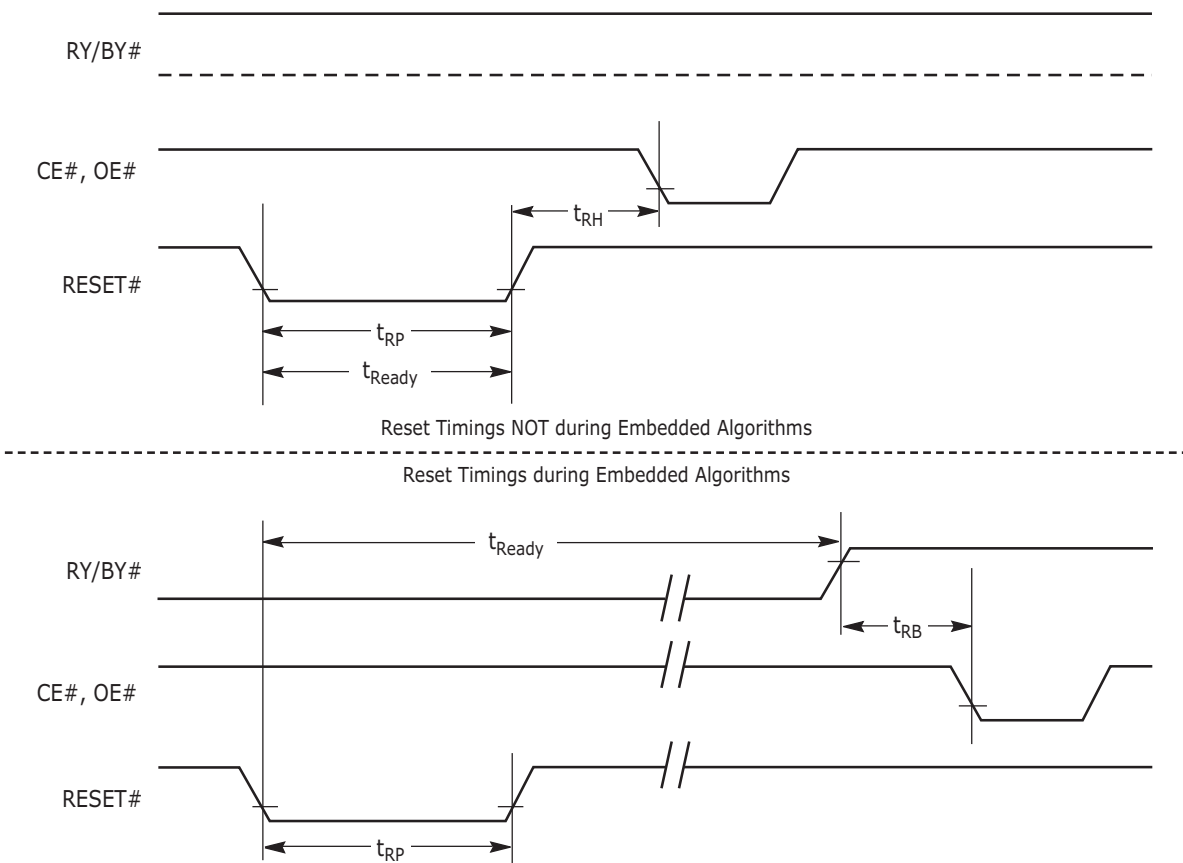 RY/BY#
CE#, OE#
tRH
RESET#
tRP
tReady
Reset Timings NOT during Embedded Algorithms
Reset Timings during Embedded Algorithms
tReady
RY/BY#
tRB
CE#, OE#
RESET#
tRP